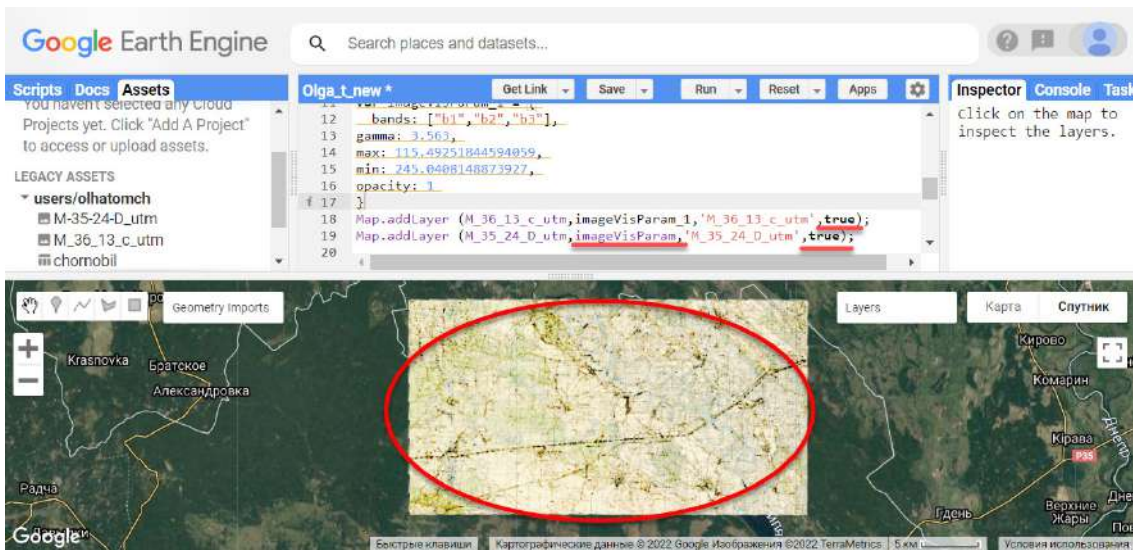 Google Earth Engine
Search places and datasets...
Scripts Docs Assets
Olga_t_new *
Get Link
Save
Run
Reset
Apps
Inspector Console Task
You haven't selected any Cloud
Projects yet. Click "Add A Project"
to access or upload assets.
LEGACY ASSETS
users/olhatomch
M-35-24-D_utm
M_36_13_c_utm
chornobil
12 bands: ["b1","b2","b3"],
13 gamma: 3.563,
14 max: 115.49251844594059,
15 min: 245.0408148873927,
16 opacity: 1
i 17 }
18 Map.addLayer (M_36_13_c_utm,imageVisParam_1,'M_36_13_c_utm',true);
19 Map.addLayer (M_35_24_D_utm,imageVisParam,'M_35_24_D_utm',true);
20
Click on the map to
inspect the layers.
Geometry Imports
Layers
Карта
Спутник
Krasnovka
Братское
Александровка
Кирово
Комарин
Днепр
Кірава
P35
Радча
Гдень
Верхние
Жары
Google
Быстрые клавиши
Картографические данные © 2022 Google Изображения ©2022 TerraMetrics
5 км
Условия использования